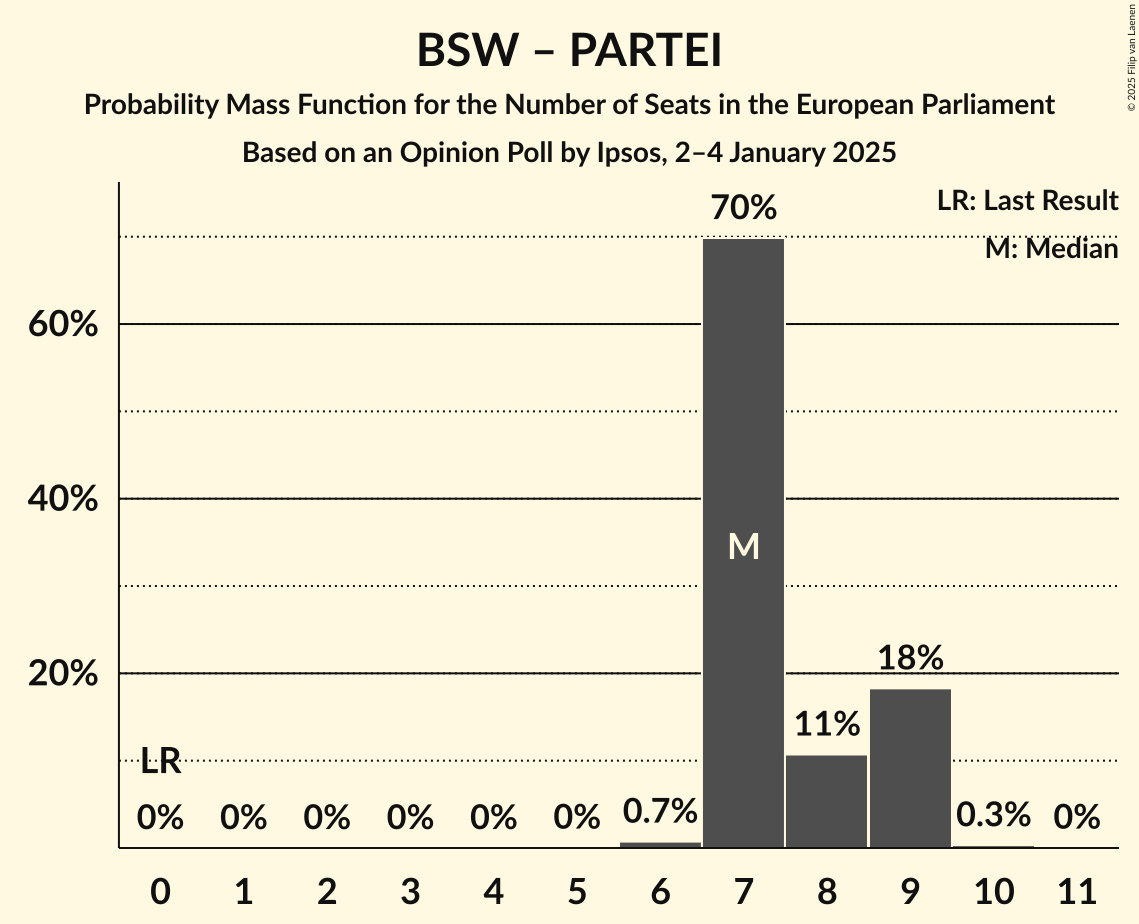 BSW – PARTEI
Probability Mass Function for the Number of Seats in the European Parliament
Based on an Opinion Poll by Ipsos, 2–4 January 2025
© 2025 Filip van Laenen
LR: Last Result
M: Median
70%
60%
40%
M
20%
18%
11%
LR
0% 0% 0% 0% 0% 0% 0.7% 0.3% 0%
0 1 2 3 4 5 6 7 8 9 10 11